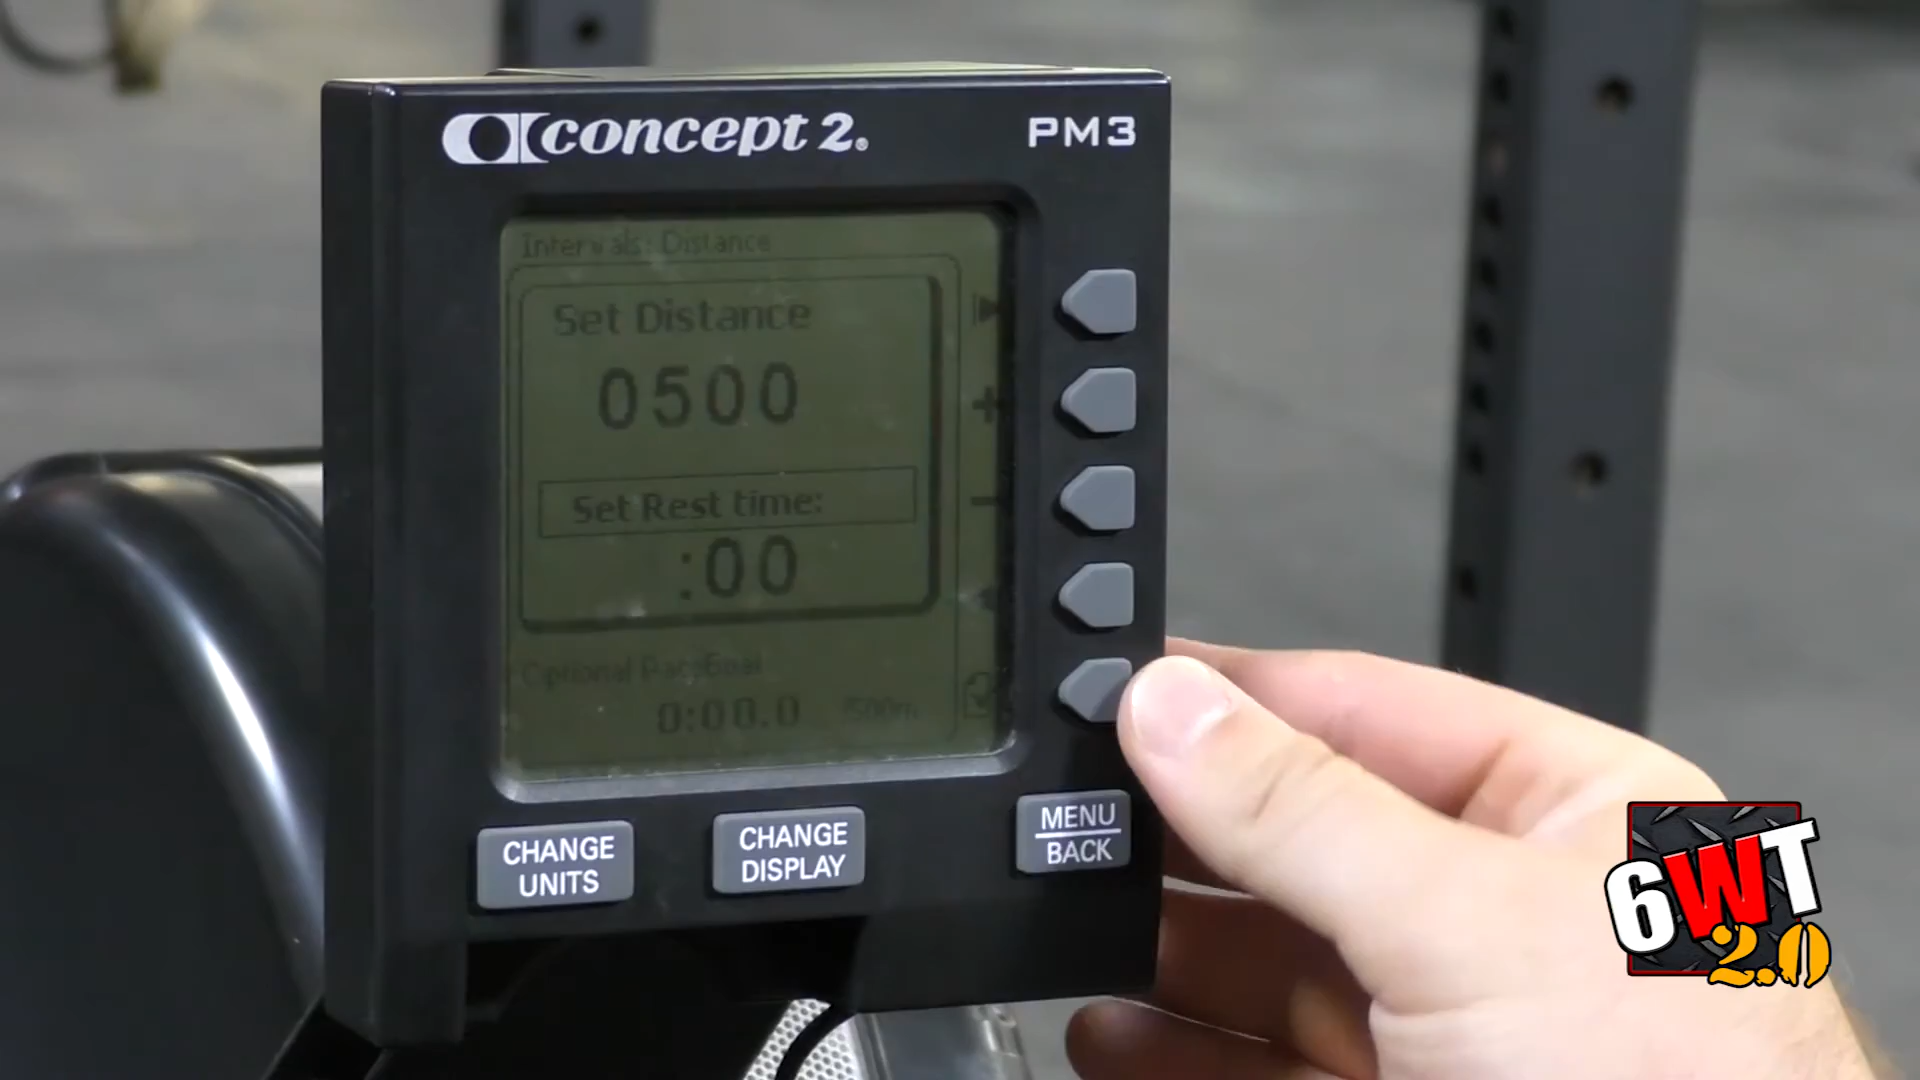 concept 2®
PM3
Intervals: Distance
Set Distance
0500
+
Set Rest time:
-
:00
Optional Pace Goal
0:00.0 /500m
CHANGE UNITS
CHANGE DISPLAY
MENU
BACK
6WT
2.0